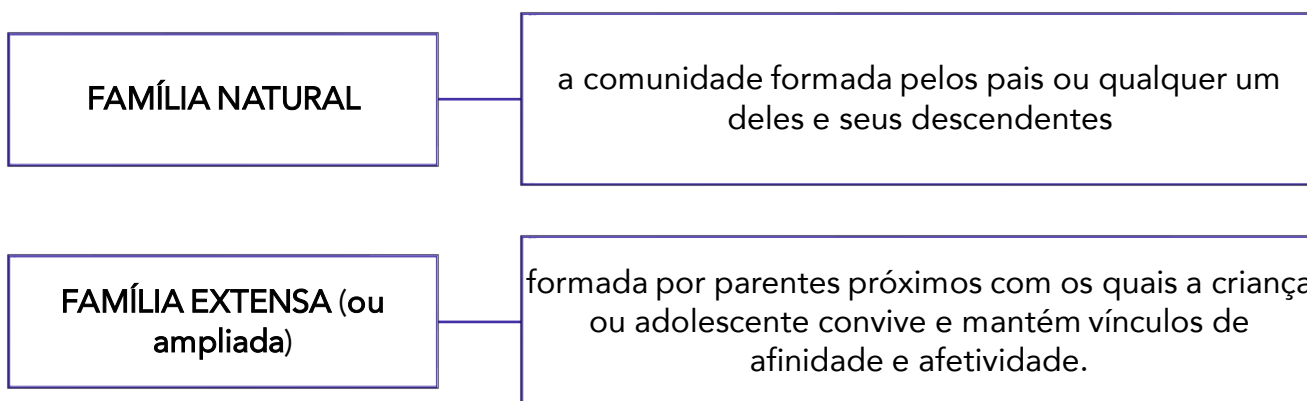 FAMÍLIA NATURAL
a comunidade formada pelos pais ou qualquer um
deles e seus descendentes
FAMÍLIA EXTENSA (ou
ampliada)
formada por parentes próximos com os quais a criança
ou adolescente convive e mantém vínculos de
afinidade e afetividade.